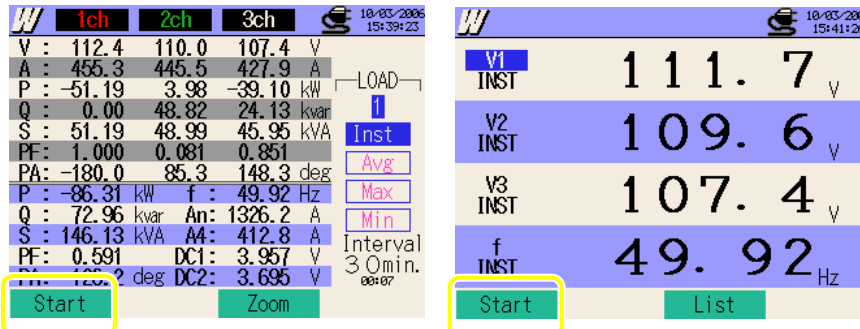 1ch 2ch 3ch 10/03/2006
15:39:23
V : 112.4 110.0 107.4 V
A : 455.3 445.5 427.9 A
P : -51.19 3.98 -39.10 kW
Q : 0.00 48.82 24.13 kvar
S : 51.19 48.99 45.95 kVA
PF: 1.000 0.081 0.851
PA: -180.0 85.3 148.3 deg
P : -86.31 kW f : 49.92 Hz
Q : 72.96 kvar An: 1326.2 A
S : 146.13 kVA A4: 412.8 A
PF: 0.591 DC1: 3.957 V
deg DC2: 3.695 V
LOAD
1
Inst
Avg
Max
Min
Interval
30min.
00:07
Start Zoom
10/03/200
15:41:2
V1
INST 111.7 V
V2
INST 109.6 V
V3
INST 107.4 V
f
INST 49.92 Hz
Start List